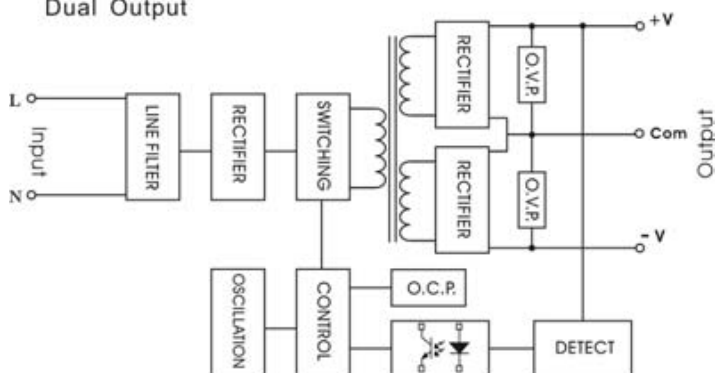 Dual Output
L
Input
N
LINE FILTER
RECTIFIER
SWITCHING
RECTIFIER
RECTIFIER
O.V.P.
O.V.P.
+V
Com
- V
Output
OSCILLATION
CONTROL
O.C.P.
DETECT